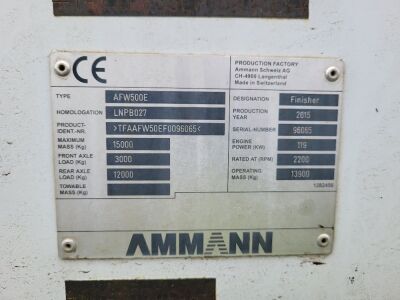 CE
PRODUCTION FACTORY
Ammann Schweiz AG
CH-4900 Langenthal
Made in Switzerland
TYPE AFW500E
HOMOLOGATION LNPB027
PRODUCT-
IDENT.-NR. >TFAAFW50EF0096065<
MAXIMUM
MASS (Kg) 15000
FRONT AXLE
LOAD (Kg) 3000
REAR AXLE
LOAD (Kg) 12000
TOWABLE
MASS (Kg)
DESIGNATION Finisher
PRODUCTION
YEAR 2015
SERIAL-NUMBER 96065
ENGINE
POWER (KW) 119
RATED AT (RPM) 2200
OPERATING
MASS (Kg) 13900
AMMANN